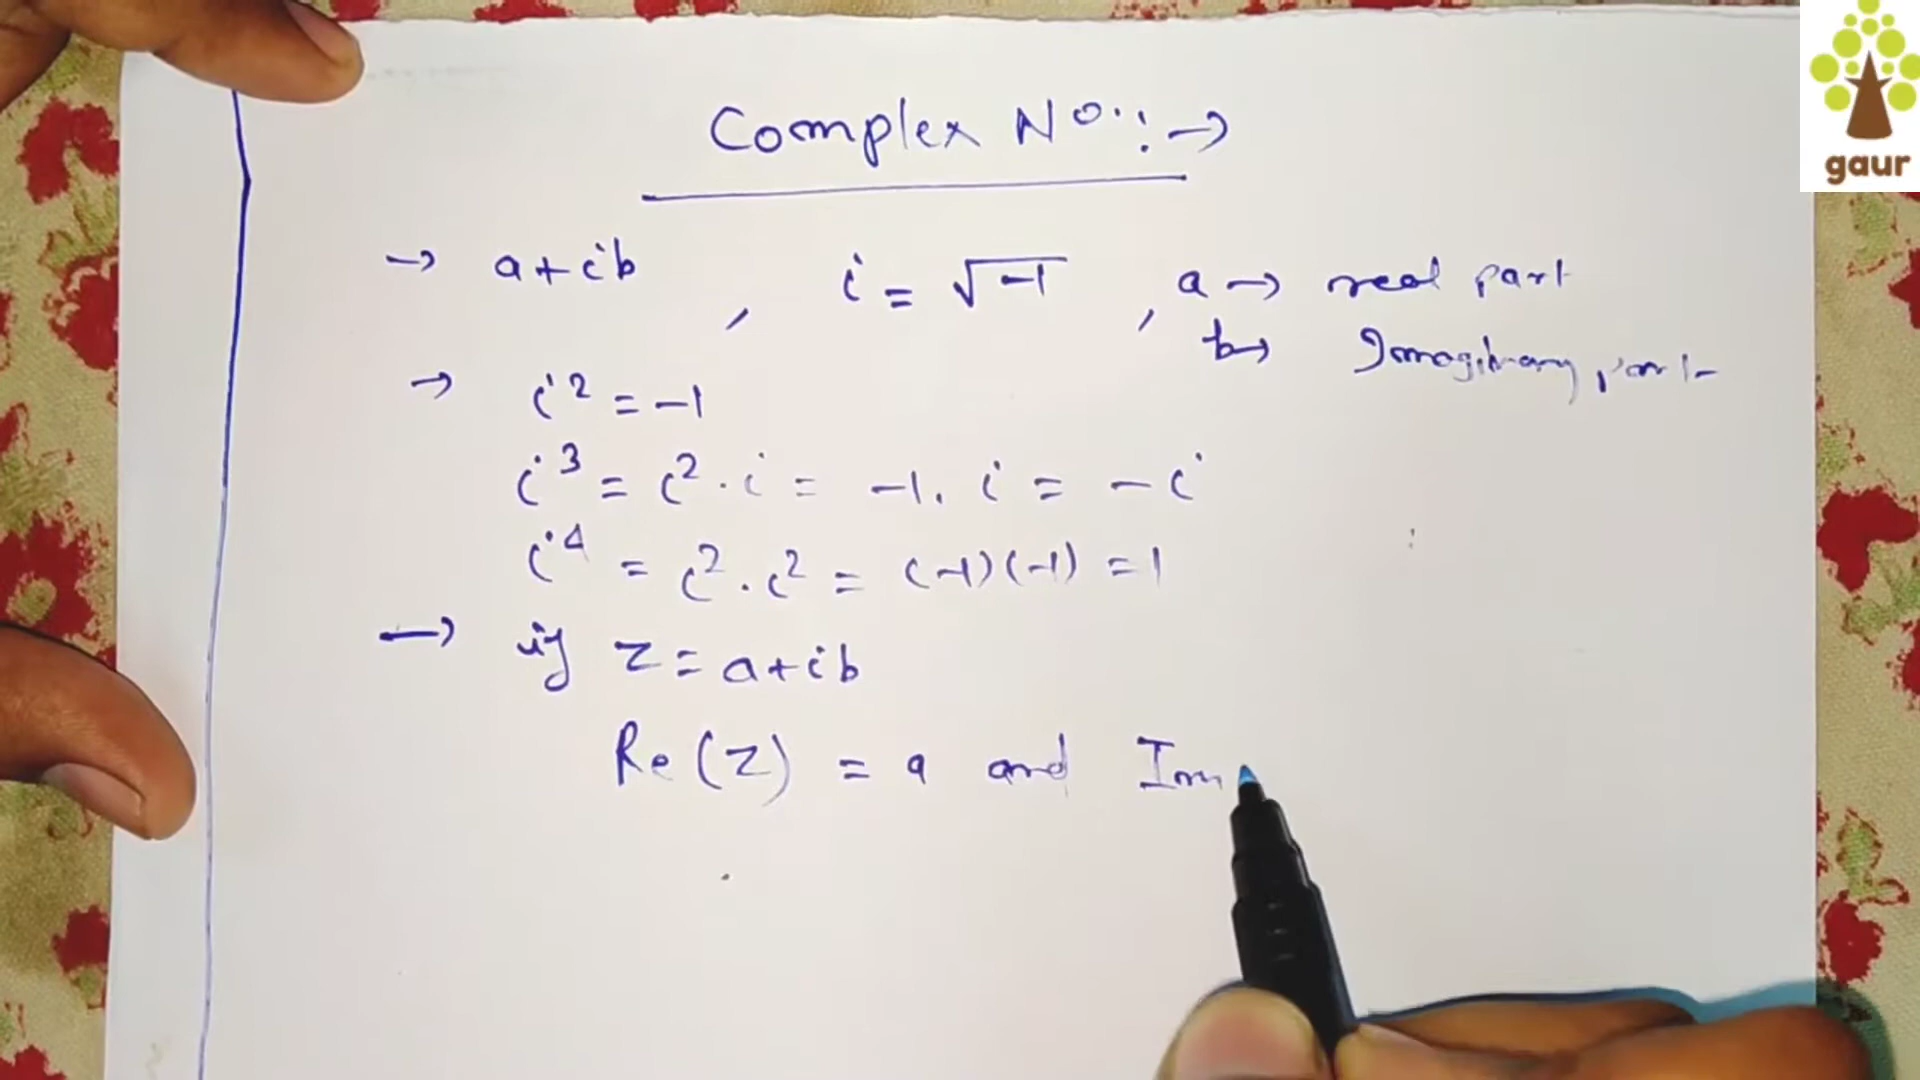 Complex No.: →
→ a+ib , i = √-1 , a → real part
b→ Imaginary part
→ i² = -1
i³ = i².i = -1. i = -i
i⁴ = i².i² = (-1)(-1) = 1
→ if z = a+ib
Re(z) = a and Im
gaur